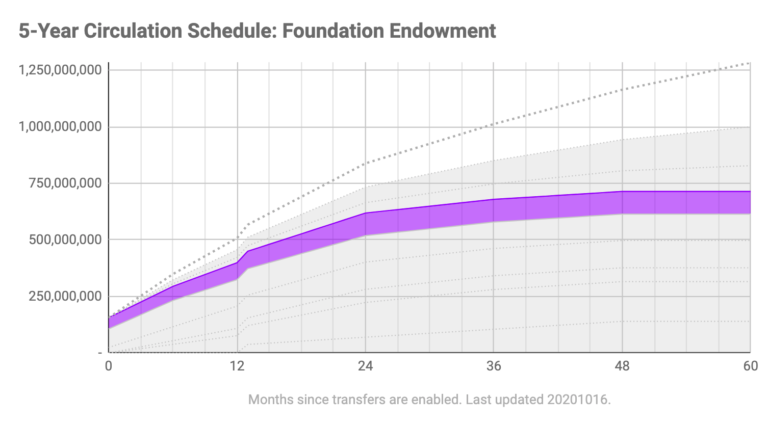 5-Year Circulation Schedule: Foundation Endowment
1,250,000,000
1,000,000,000
750,000,000
500,000,000
250,000,000
-
0 12 24 36 48 60
Months since transfers are enabled. Last updated 20201016.